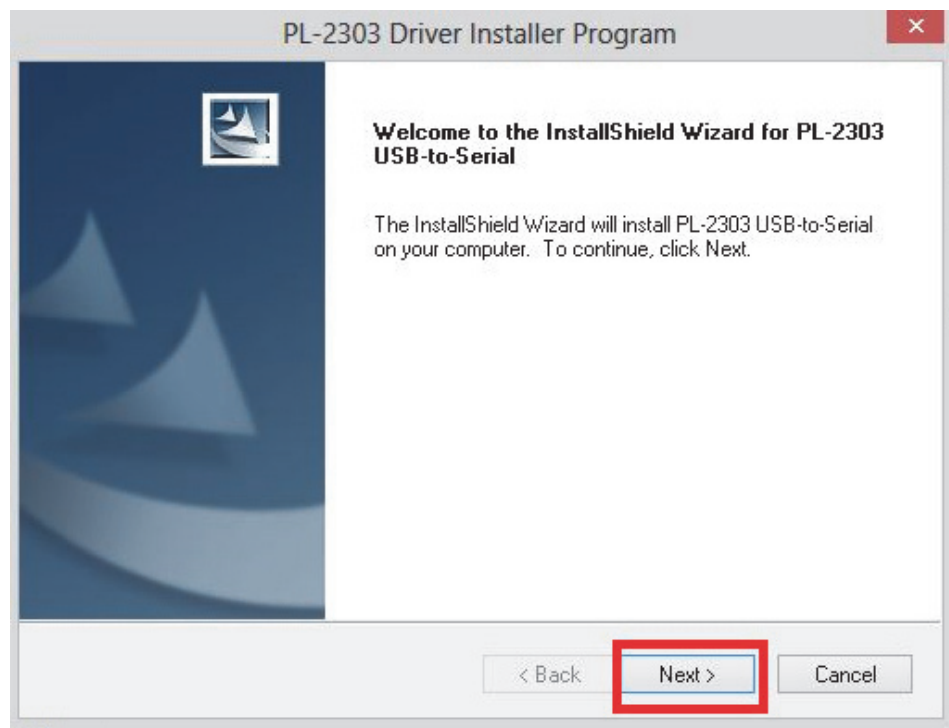 PL-2303 Driver Installer Program
Welcome to the InstallShield Wizard for PL-2303
USB-to-Serial
The InstallShield Wizard will install PL-2303 USB-to-Serial
on your computer.  To continue, click Next.
< Back
Next >
Cancel